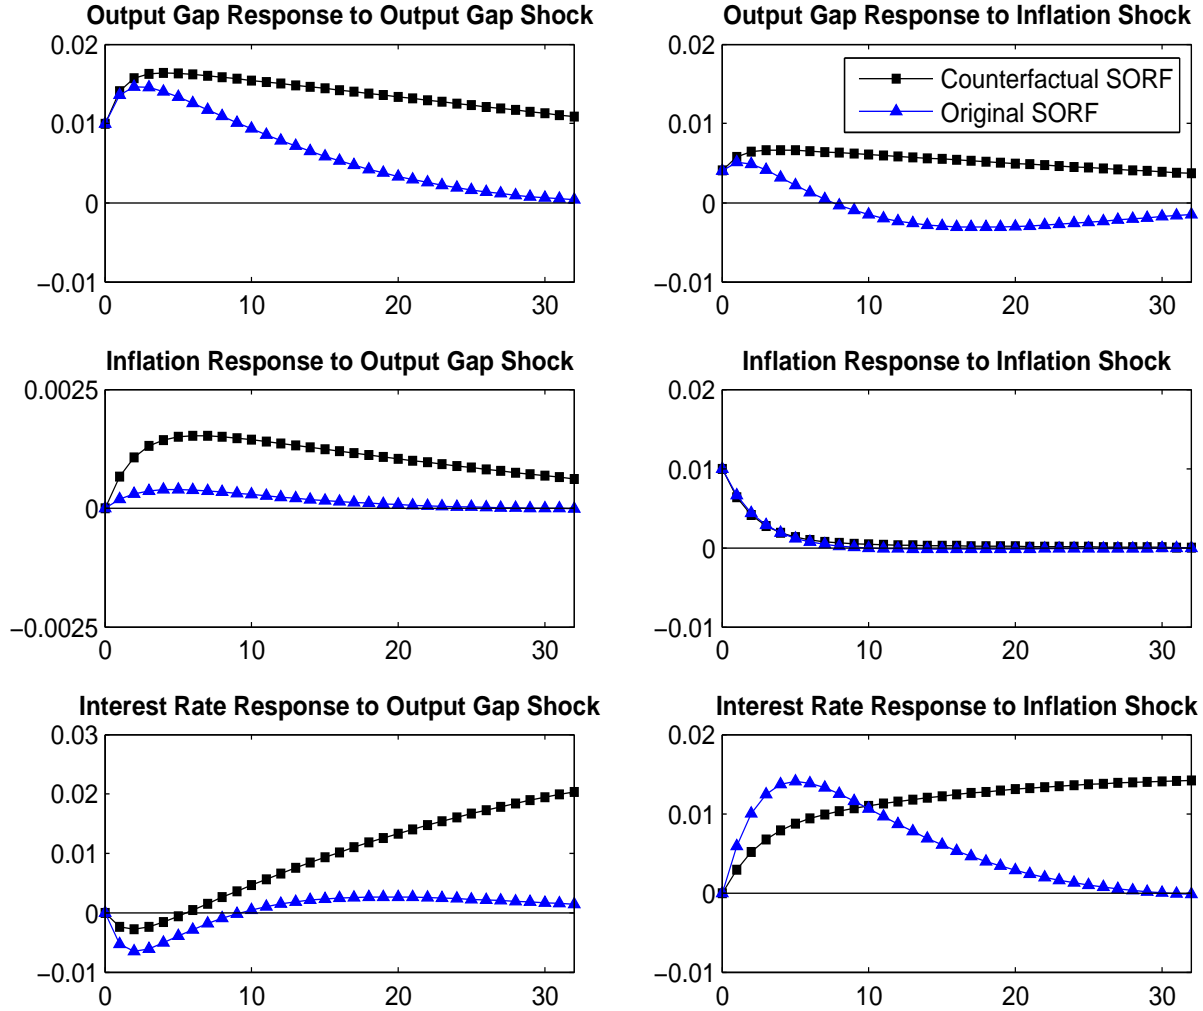 Output Gap Response to Output Gap Shock
0.02
0.01
0
−0.01
0 10 20 30
Output Gap Response to Inflation Shock
0.02
0.01
0
−0.01
0 10 20 30
Counterfactual SORF
Original SORF
Inflation Response to Output Gap Shock
0.0025
0
−0.0025
0 10 20 30
Inflation Response to Inflation Shock
0.02
0.01
0
−0.01
0 10 20 30
Interest Rate Response to Output Gap Shock
0.03
0.02
0.01
0
−0.01
0 10 20 30
Interest Rate Response to Inflation Shock
0.02
0.01
0
−0.01
0 10 20 30